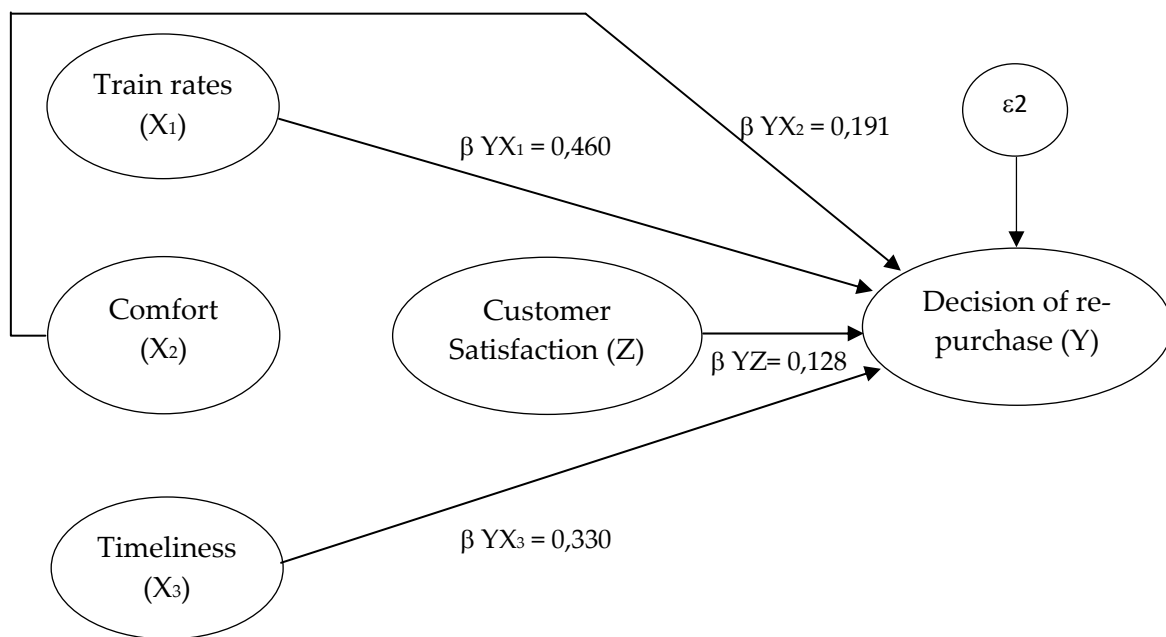 Train rates
(X₁)
ε2
β YX₂ = 0,191
β YX₁ = 0,460
Comfort
(X₂)
Customer
Satisfaction (Z)
Decision of re-
purchase (Y)
β YZ= 0,128
Timeliness
(X₃)
β YX₃ = 0,330